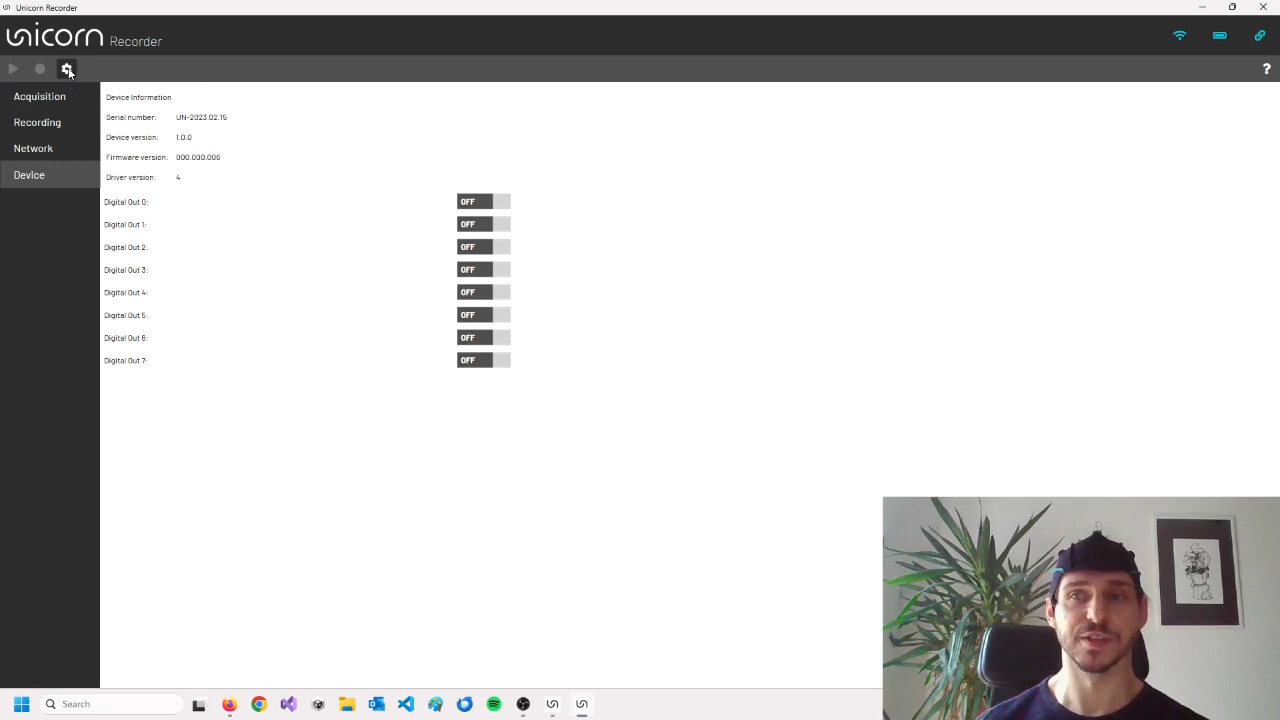 Unicorn Recorder
unicorn Recorder
?
Acquisition
Recording
Network
Device
Device Information
Serial number: UN-2023.02.15
Device version: 1.0.0
Firmware version: 000.000.006
Driver version: 4
Digital Out 0: OFF
Digital Out 1: OFF
Digital Out 2: OFF
Digital Out 3: OFF
Digital Out 4: OFF
Digital Out 5: OFF
Digital Out 6: OFF
Digital Out 7: OFF
Search